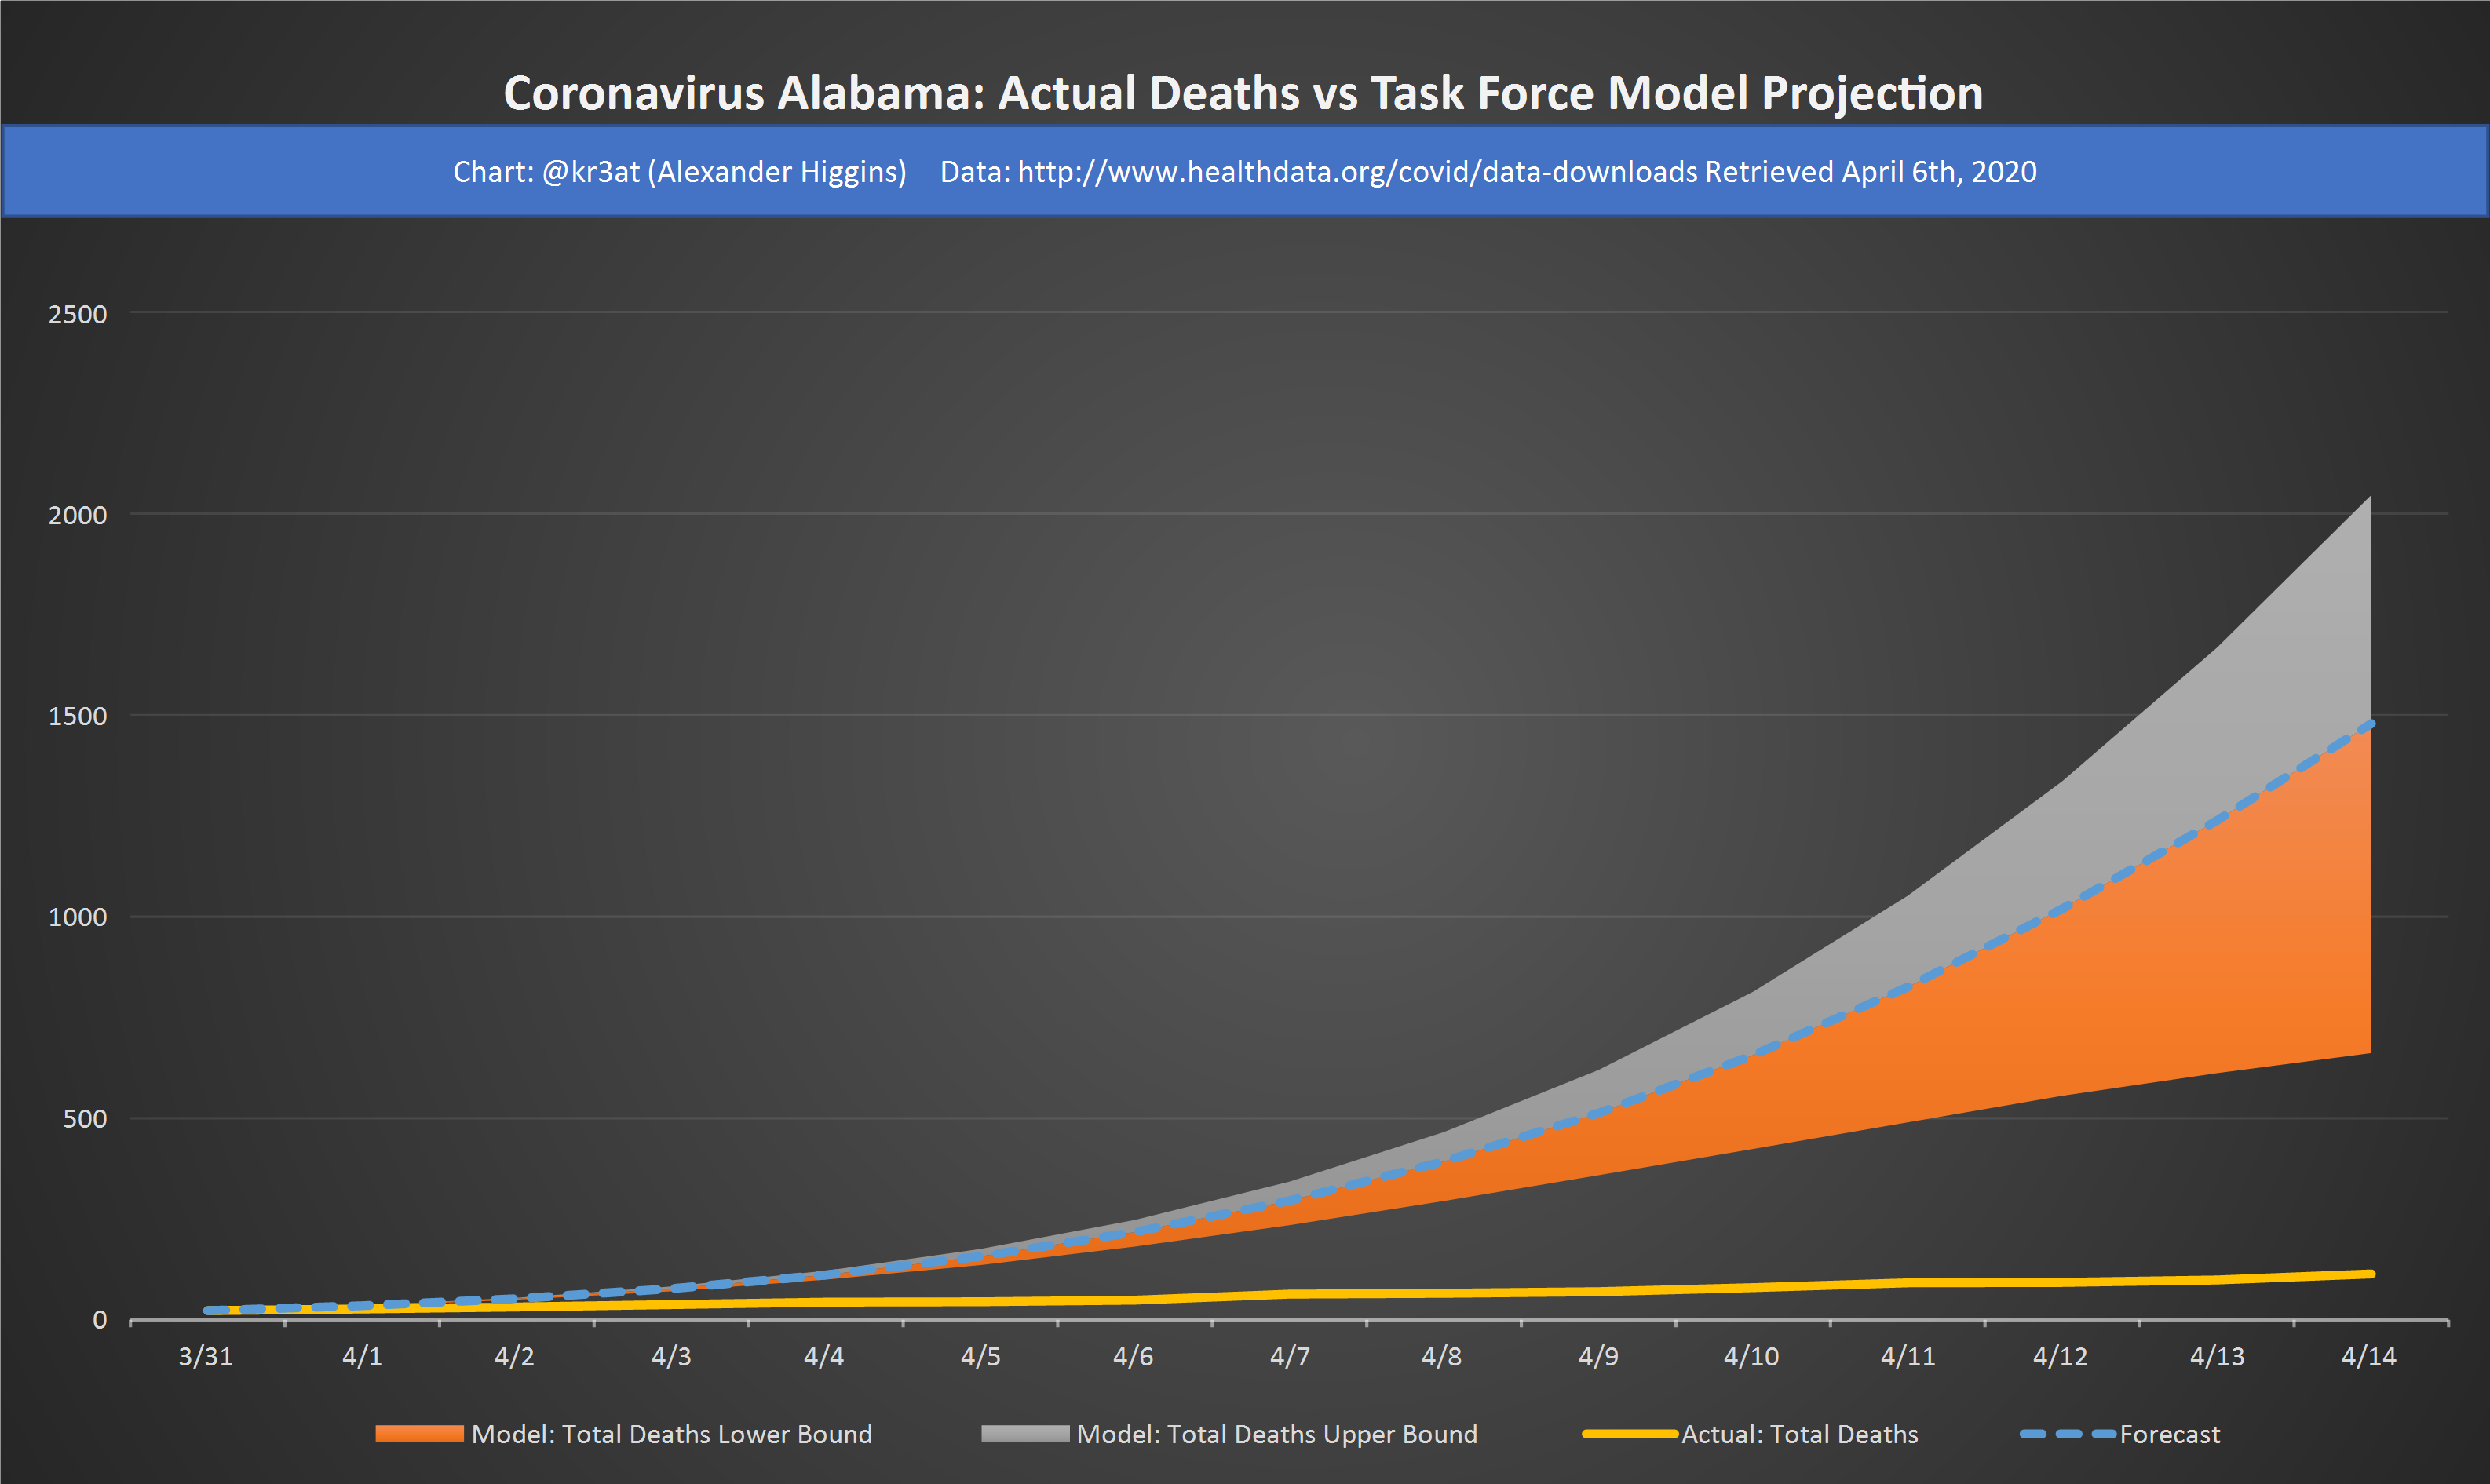 Coronavirus Alabama: Actual Deaths vs Task Force Model Projection
Chart: @kr3at (Alexander Higgins) Data: http://www.healthdata.org/covid/data-downloads Retrieved April 6th, 2020
2500
2000
1500
1000
500
0
3/31 4/1 4/2 4/3 4/4 4/5 4/6 4/7 4/8 4/9 4/10 4/11 4/12 4/13 4/14
Model: Total Deaths Lower Bound Model: Total Deaths Upper Bound Actual: Total Deaths Forecast